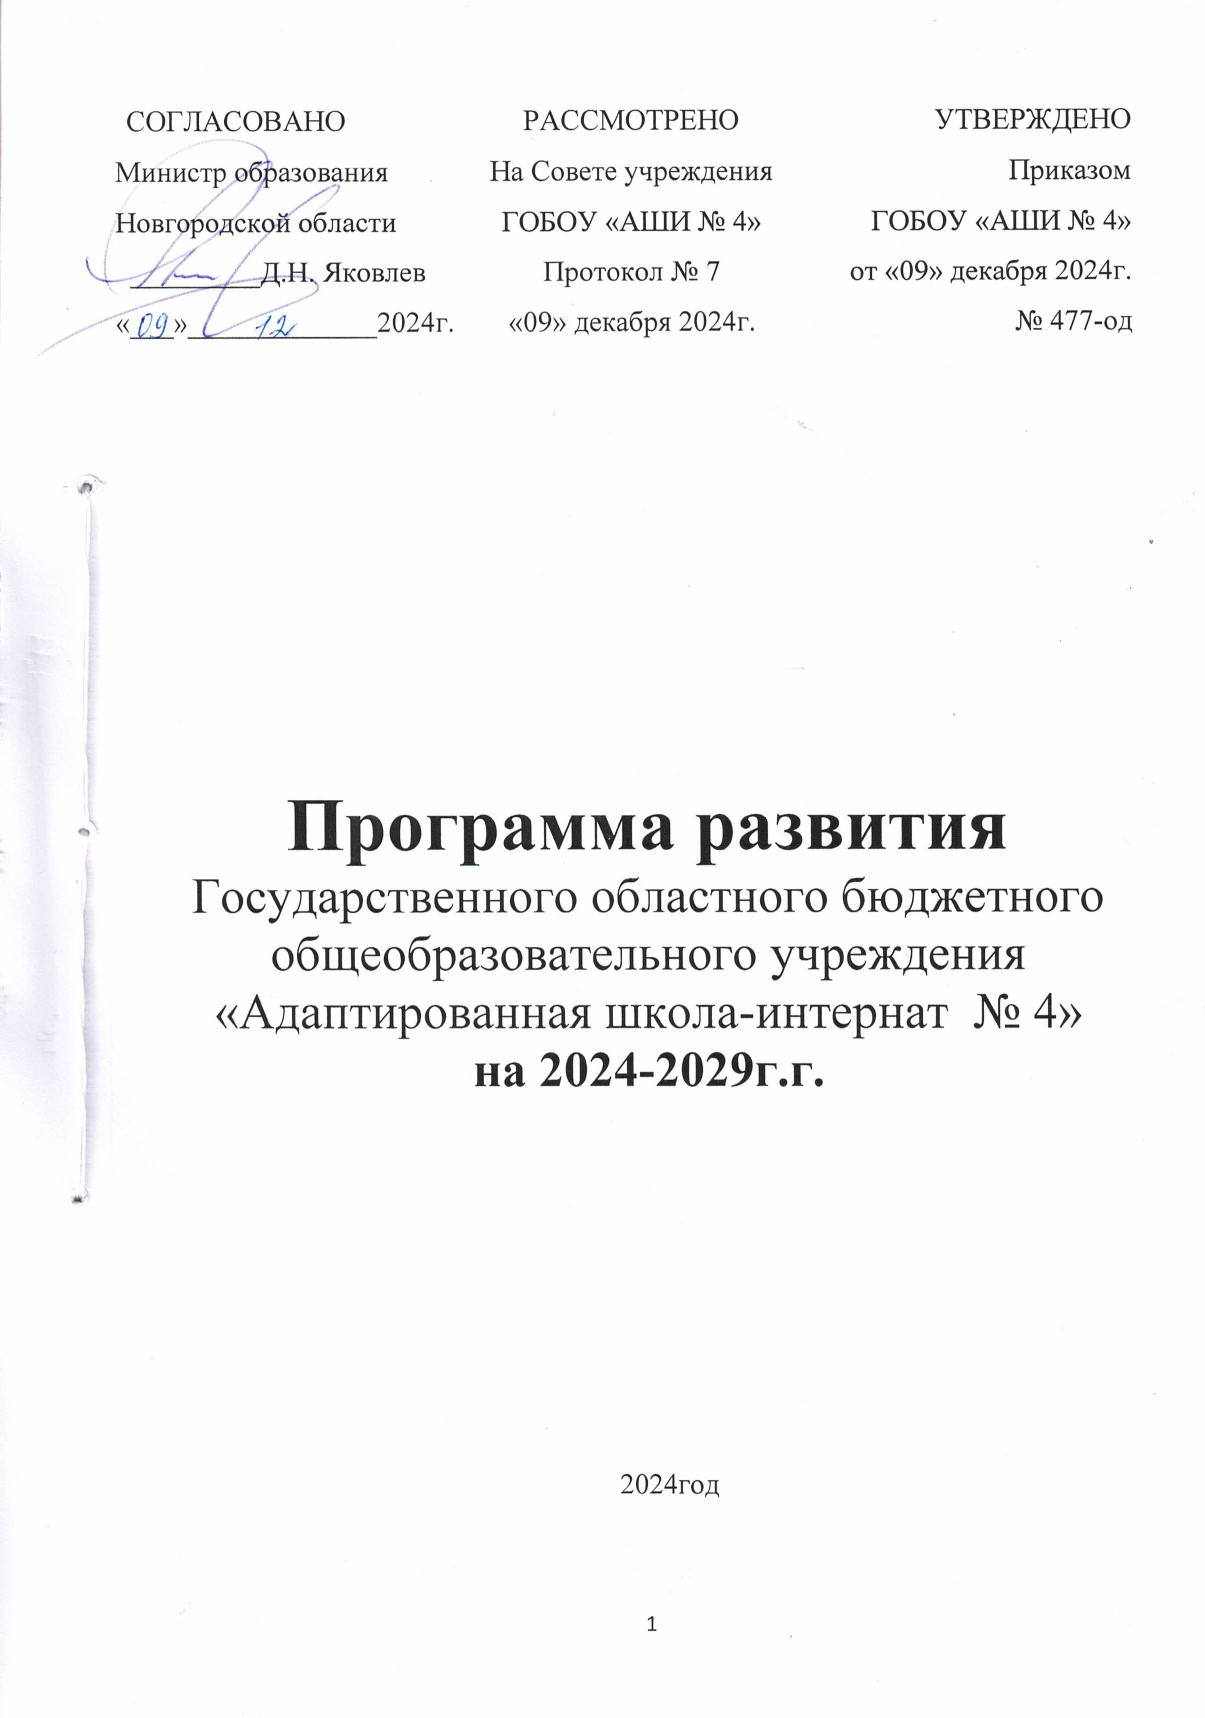 СОГЛАСОВАНО
Министр образования
Новгородской области
Д.Н. Яковлев
«09» 12 2024г.
РАССМОТРЕНО
На Совете учреждения
ГОБОУ «АШИ № 4»
Протокол № 7
«09» декабря 2024г.
УТВЕРЖДЕНО
Приказом
ГОБОУ «АШИ № 4»
от «09» декабря 2024г.
№ 477-од
Программа развития
Государственного областного бюджетного
общеобразовательного учреждения
«Адаптированная школа-интернат № 4»
на 2024-2029г.г.
2024год
1